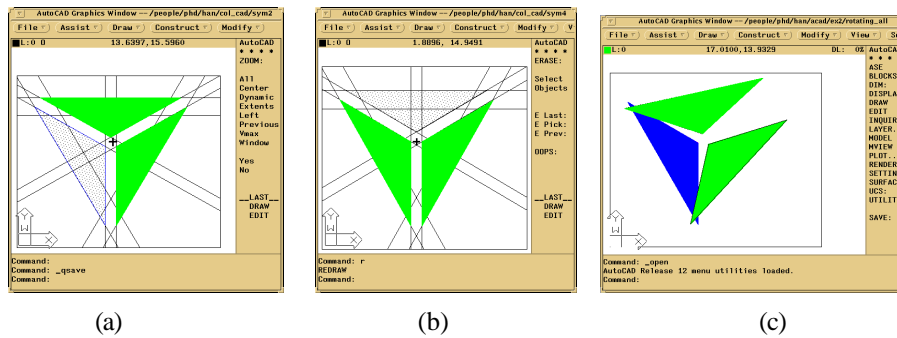 AutoCAD Graphics Window -- /people/phd/han/col_cad/sym2
File Assist Draw Construct Modify
L:0 0 13.6397,15.5960 AutoCAD
* * * *
ZOOM:
All
Center
Dynamic
Extents
Left
Previous
Vmax
Window
Yes
No
__LAST__
DRAW
EDIT
Y
W
X
Command:
Command: _qsave
Command:
(a)
AutoCAD Graphics Window -- /people/phd/han/col_cad/sym4
File Assist Draw Construct Modify V
L:0 0 1.8896, 14.9491 AutoCAD
* * * *
ERASE:
Select
Objects
E Last:
E Pick:
E Prev:
OOPS:
__LAST__
DRAW
EDIT
Y
W
X
Command: r
REDRAW
Command:
(b)
AutoCAD Graphics Window -- /people/phd/han/acad/ex2/rotating_all
File Assist Draw Construct Modify View Se
L:0 17.0100,13.9329 DL: 0% AutoCA
* * *
ASE
BLOCKS
DIM:
DISPLA
DRAW
EDIT
INQUIR
LAYER.
MODEL
MVIEW
PLOT..
RENDER
SETTIN
SURFAC
UCS:
UTILIT
SAVE:
Y
W
X
Command: _open
AutoCAD Release 12 menu utilities loaded.
Command:
(c)